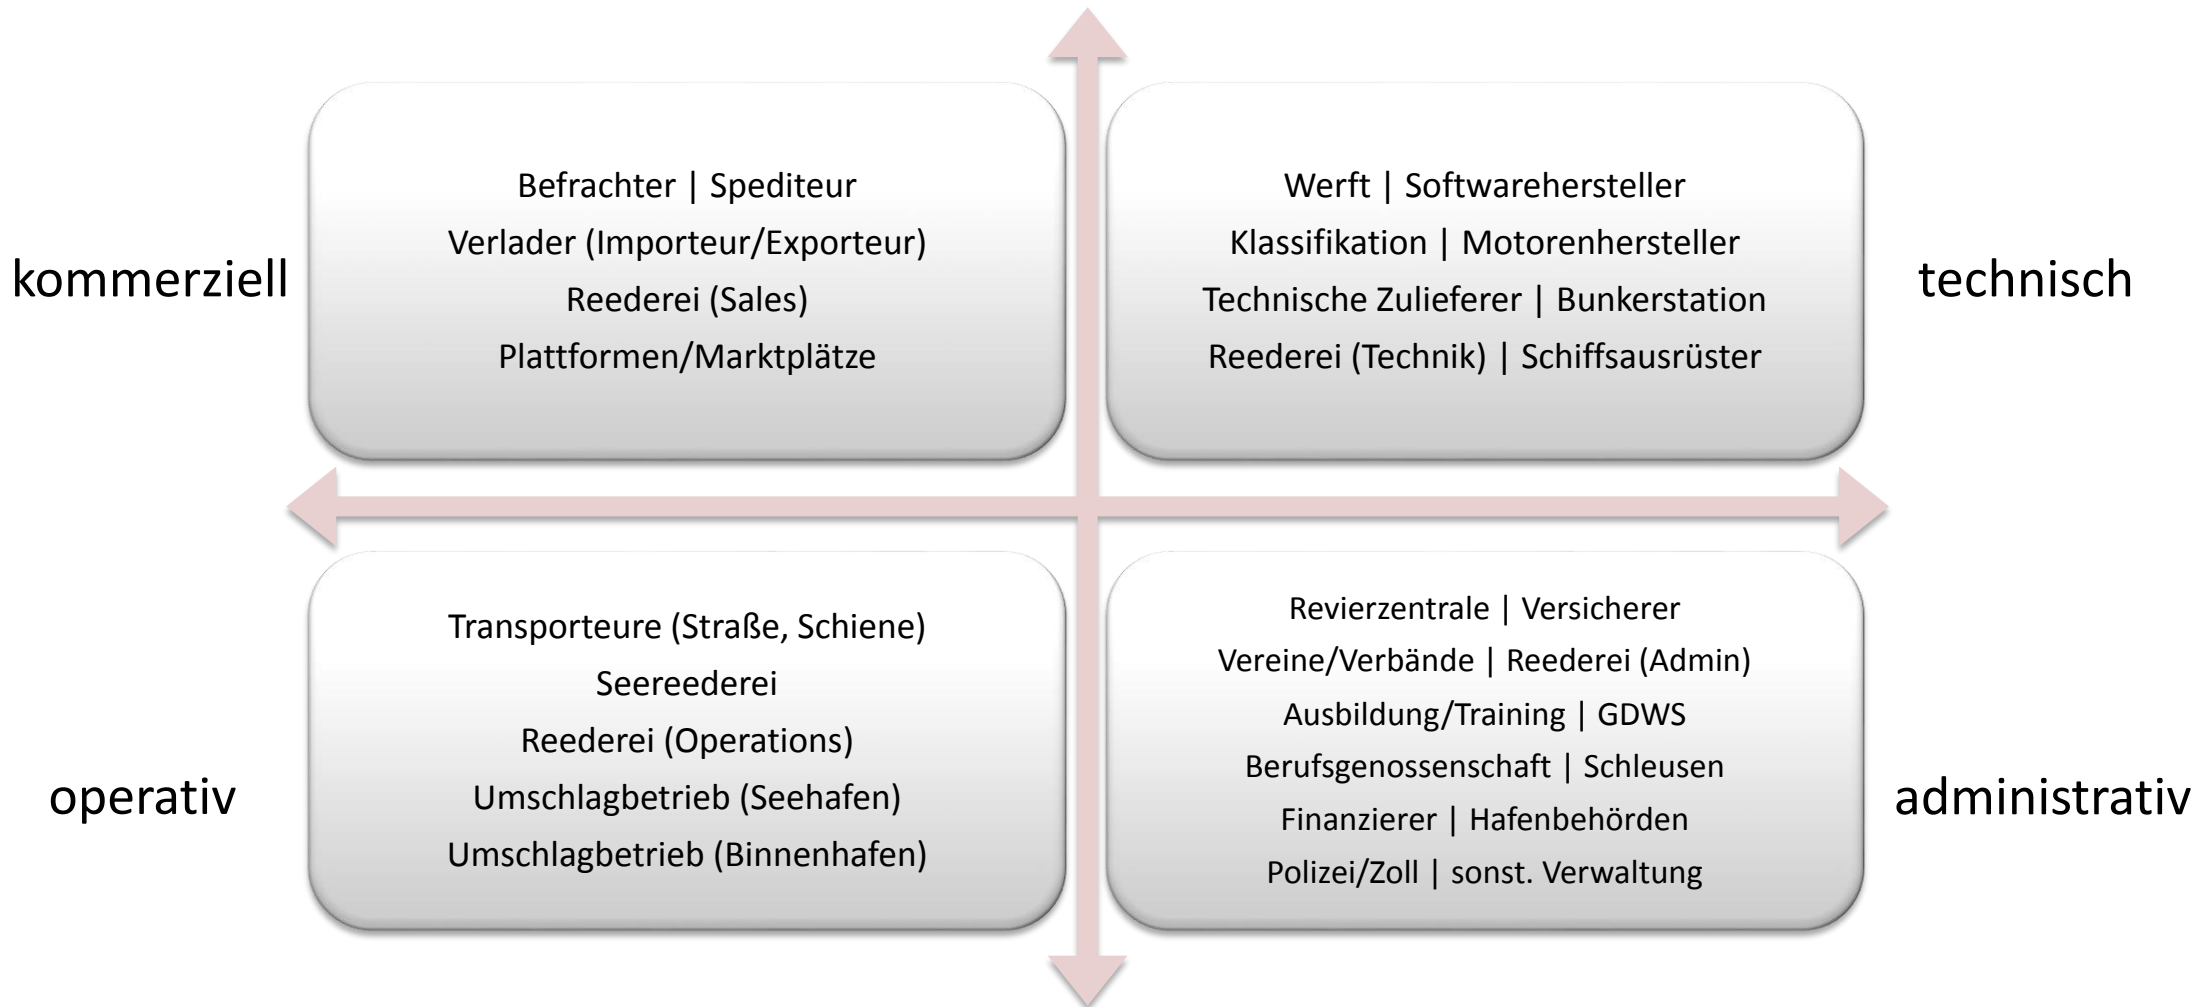 kommerziell
Befrachter | Spediteur
Verlader (Importeur/Exporteur)
Reederei (Sales)
Plattformen/Marktplätze
technisch
Werft | Softwarehersteller
Klassifikation | Motorenhersteller
Technische Zulieferer | Bunkerstation
Reederei (Technik) | Schiffsausrüster
operativ
Transporteure (Straße, Schiene)
Seereederei
Reederei (Operations)
Umschlagbetrieb (Seehafen)
Umschlagbetrieb (Binnenhafen)
administrativ
Revierzentrale | Versicherer
Vereine/Verbände | Reederei (Admin)
Ausbildung/Training | GDWS
Berufsgenossenschaft | Schleusen
Finanzierer | Hafenbehörden
Polizei/Zoll | sonst. Verwaltung